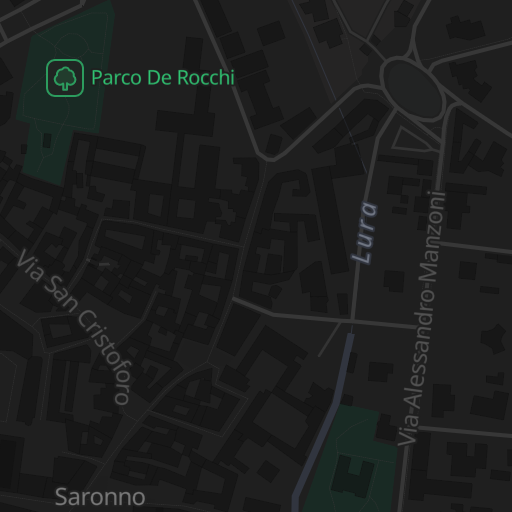 Parco De Rocchi
Lura
Via-Alessandro-Manzoni
Via San Cristoforo
Saronno